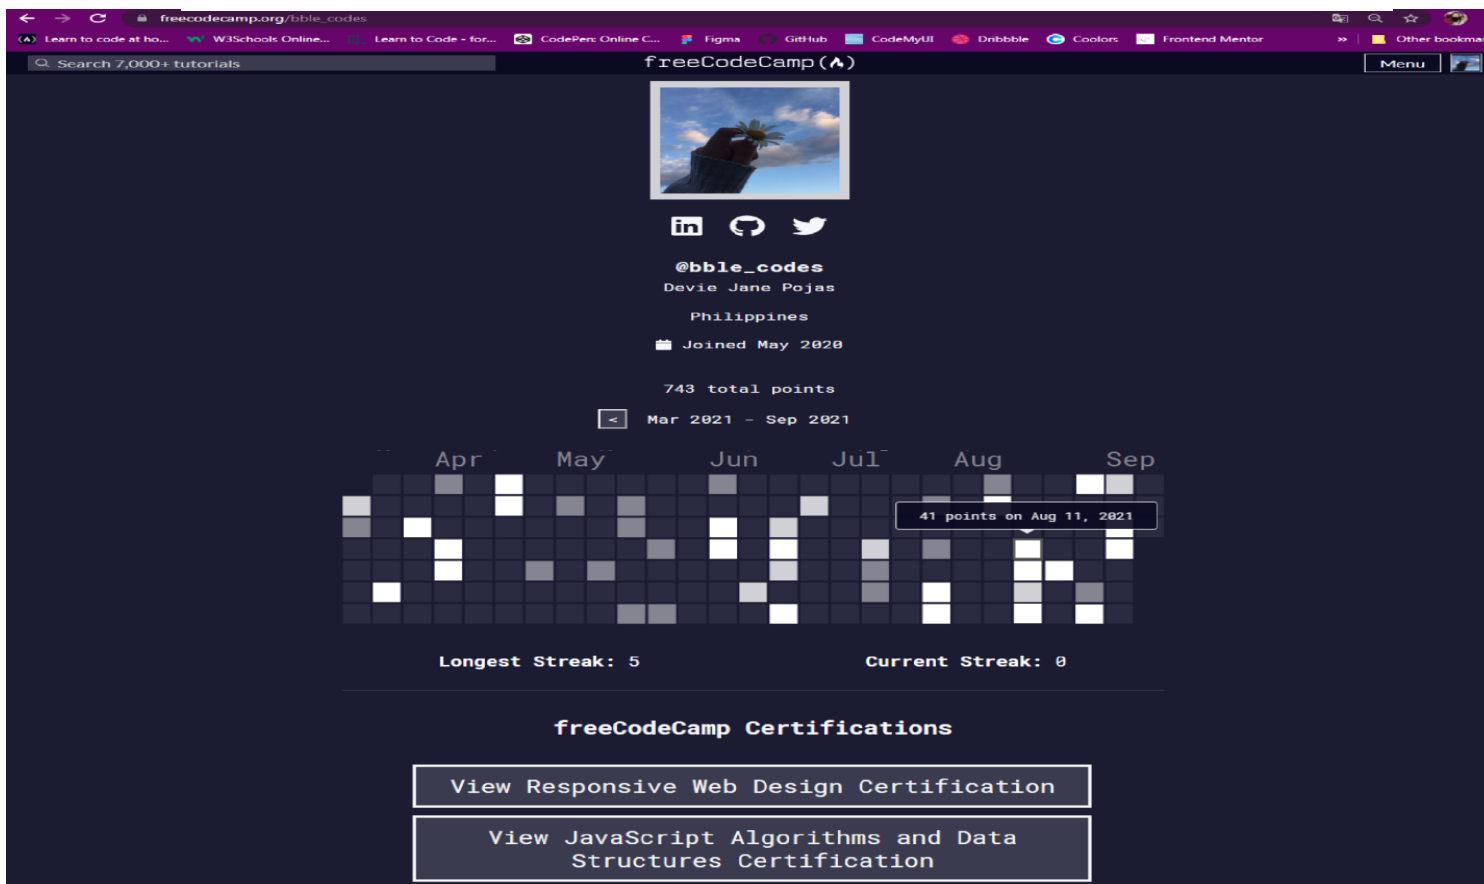 freecodecamp.org/bble_codes
Learn to code at ho... W3Schools Online... Learn to Code - for... CodePen: Online C... Figma GitHub CodeMyUI Dribbble Coolors Frontend Mentor » Other bookma
Search 7,000+ tutorials freeCodeCamp Menu
@bble_codes
Devie Jane Pojas
Philippines
Joined May 2020
743 total points
< Mar 2021 - Sep 2021
Apr May Jun Jul Aug Sep
41 points on Aug 11, 2021
Longest Streak: 5 Current Streak: 0
freeCodeCamp Certifications
View Responsive Web Design Certification
View JavaScript Algorithms and Data
Structures Certification